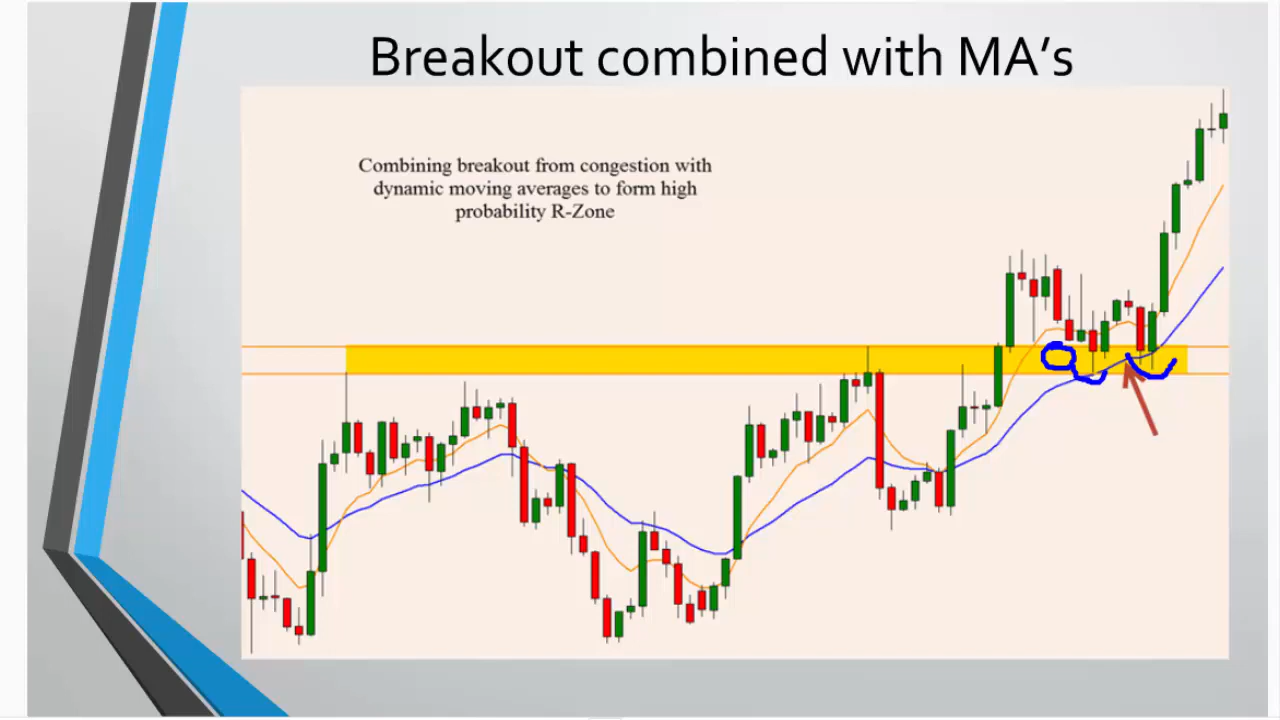 Breakout combined with MA’s
Combining breakout from congestion with
dynamic moving averages to form high
probability R-Zone